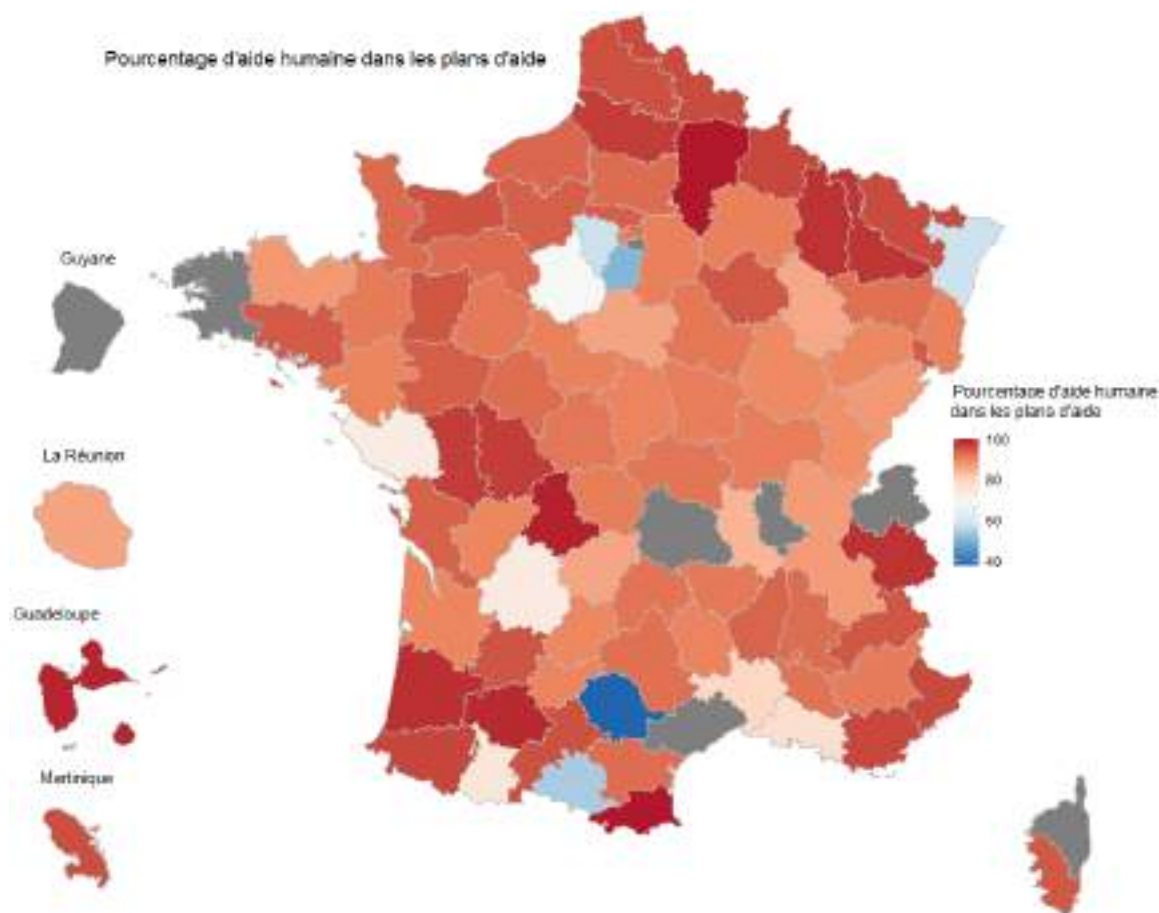 Pourcentage d'aide humaine dans les plans d'aide
Guyane
La Réunion
Guadeloupe
Martinique
Pourcentage d'aide humaine
dans les plans d'aide
100
80
60
40